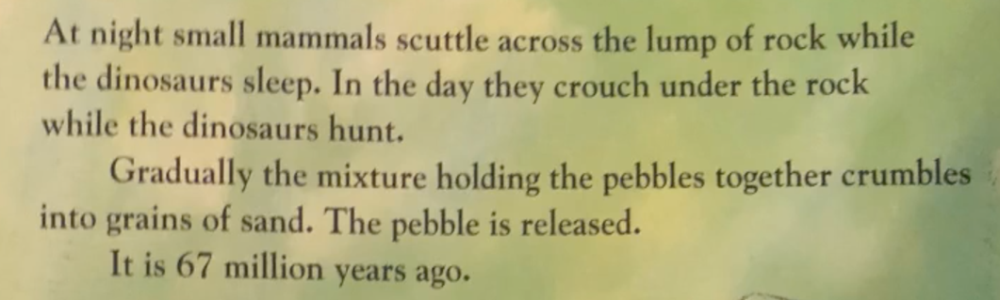 At night small mammals scuttle across the lump of rock while
the dinosaurs sleep. In the day they crouch under the rock
while the dinosaurs hunt.
Gradually the mixture holding the pebbles together crumbles
into grains of sand. The pebble is released.
It is 67 million years ago.